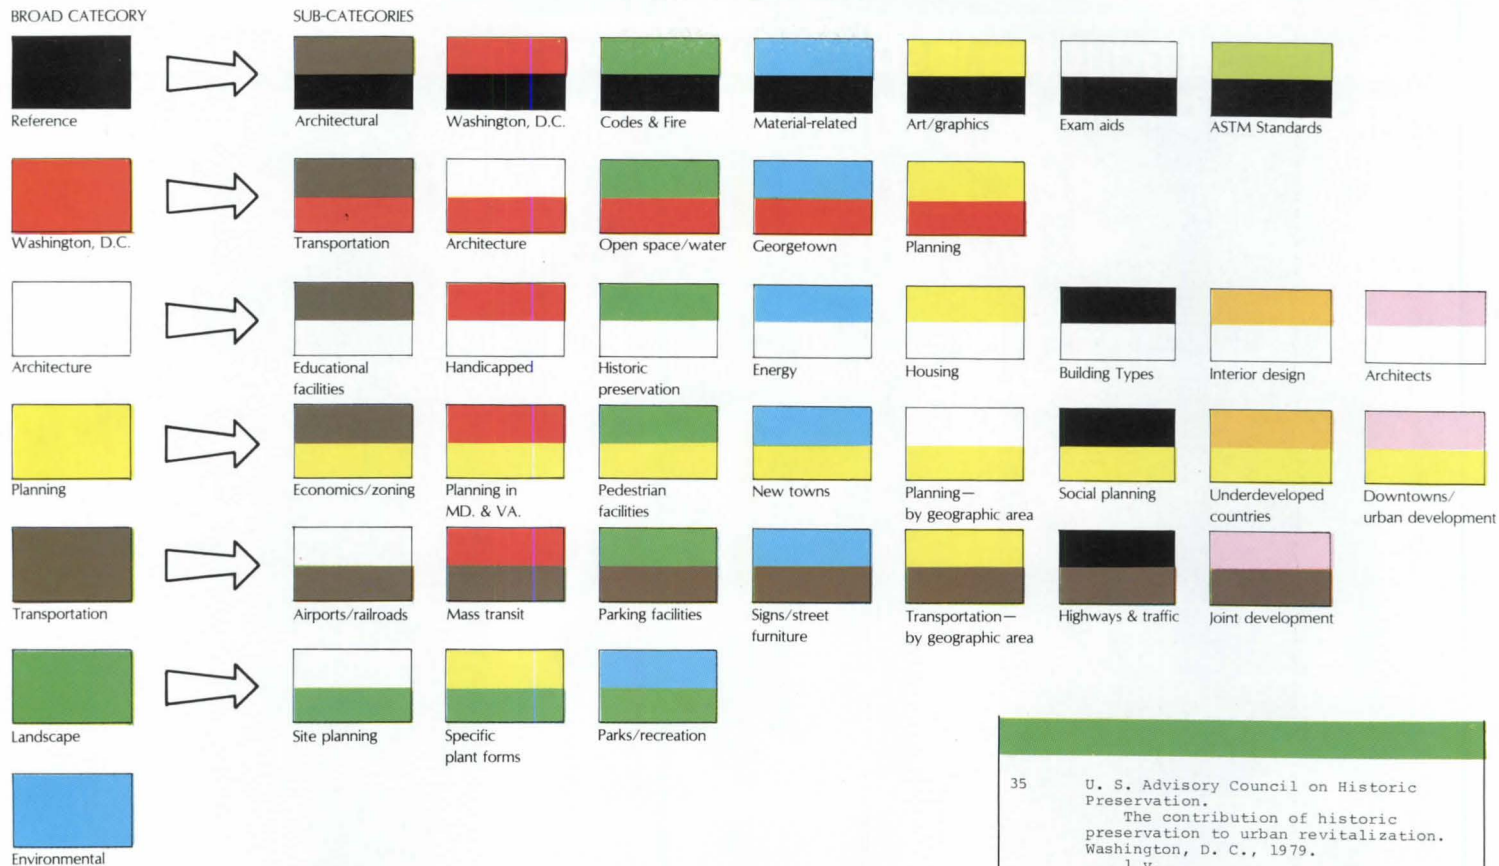 BROAD CATEGORY
SUB-CATEGORIES
Reference
Architectural
Washington, D.C.
Codes & Fire
Material-related
Art/graphics
Exam aids
ASTM Standards
Washington, D.C.
Transportation
Architecture
Open space/water
Georgetown
Planning
Architecture
Educational
facilities
Handicapped
Historic
preservation
Energy
Housing
Building Types
Interior design
Architects
Planning
Economics/zoning
Planning in
MD. & VA.
Pedestrian
facilities
New towns
Planning—
by geographic area
Social planning
Underdeveloped
countries
Downtowns/
urban development
Transportation
Airports/railroads
Mass transit
Parking facilities
Signs/street
furniture
Transportation—
by geographic area
Highways & traffic
Joint development
Landscape
Site planning
Specific
plant forms
Parks/recreation
Environmental
35 U. S. Advisory Council on Historic
Preservation.
The contribution of historic
preservation to urban revitalization.
Washington, D. C., 1979.